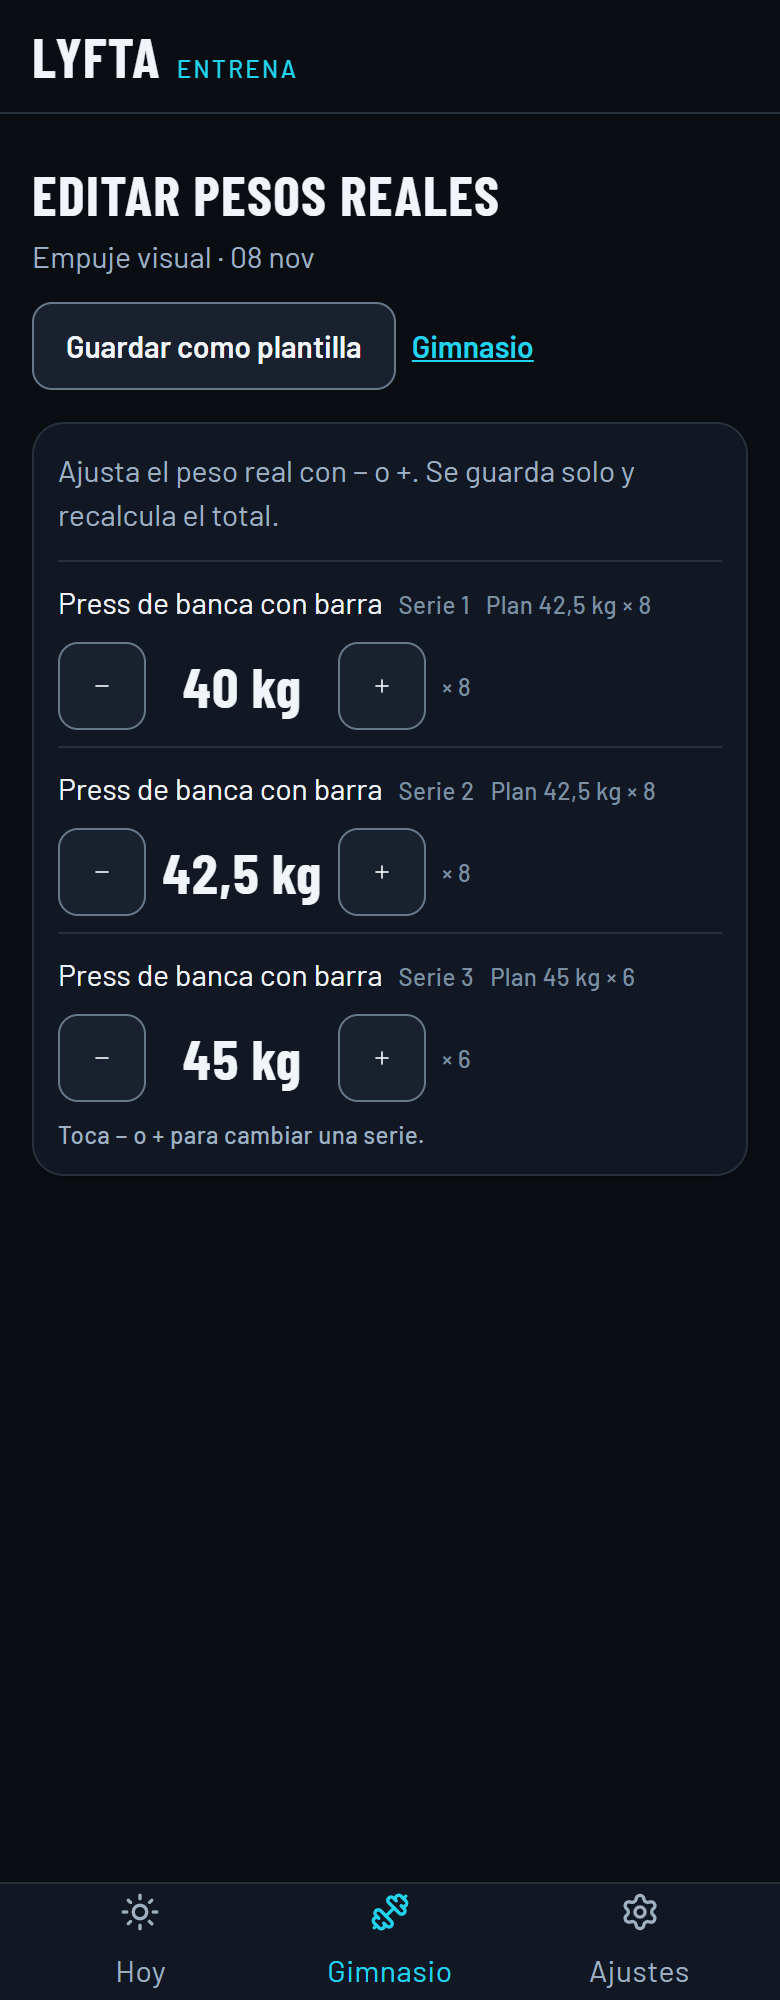 LYFTA ENTRENA
EDITAR PESOS REALES
Empuje visual · 08 nov
Guardar como plantilla Gimnasio
Ajusta el peso real con − o +. Se guarda solo y
recalcula el total.
Press de banca con barra Serie 1 Plan 42,5 kg × 8
− 40 kg + × 8
Press de banca con barra Serie 2 Plan 42,5 kg × 8
− 42,5 kg + × 8
Press de banca con barra Serie 3 Plan 45 kg × 6
− 45 kg + × 6
Toca − o + para cambiar una serie.
Hoy Gimnasio Ajustes